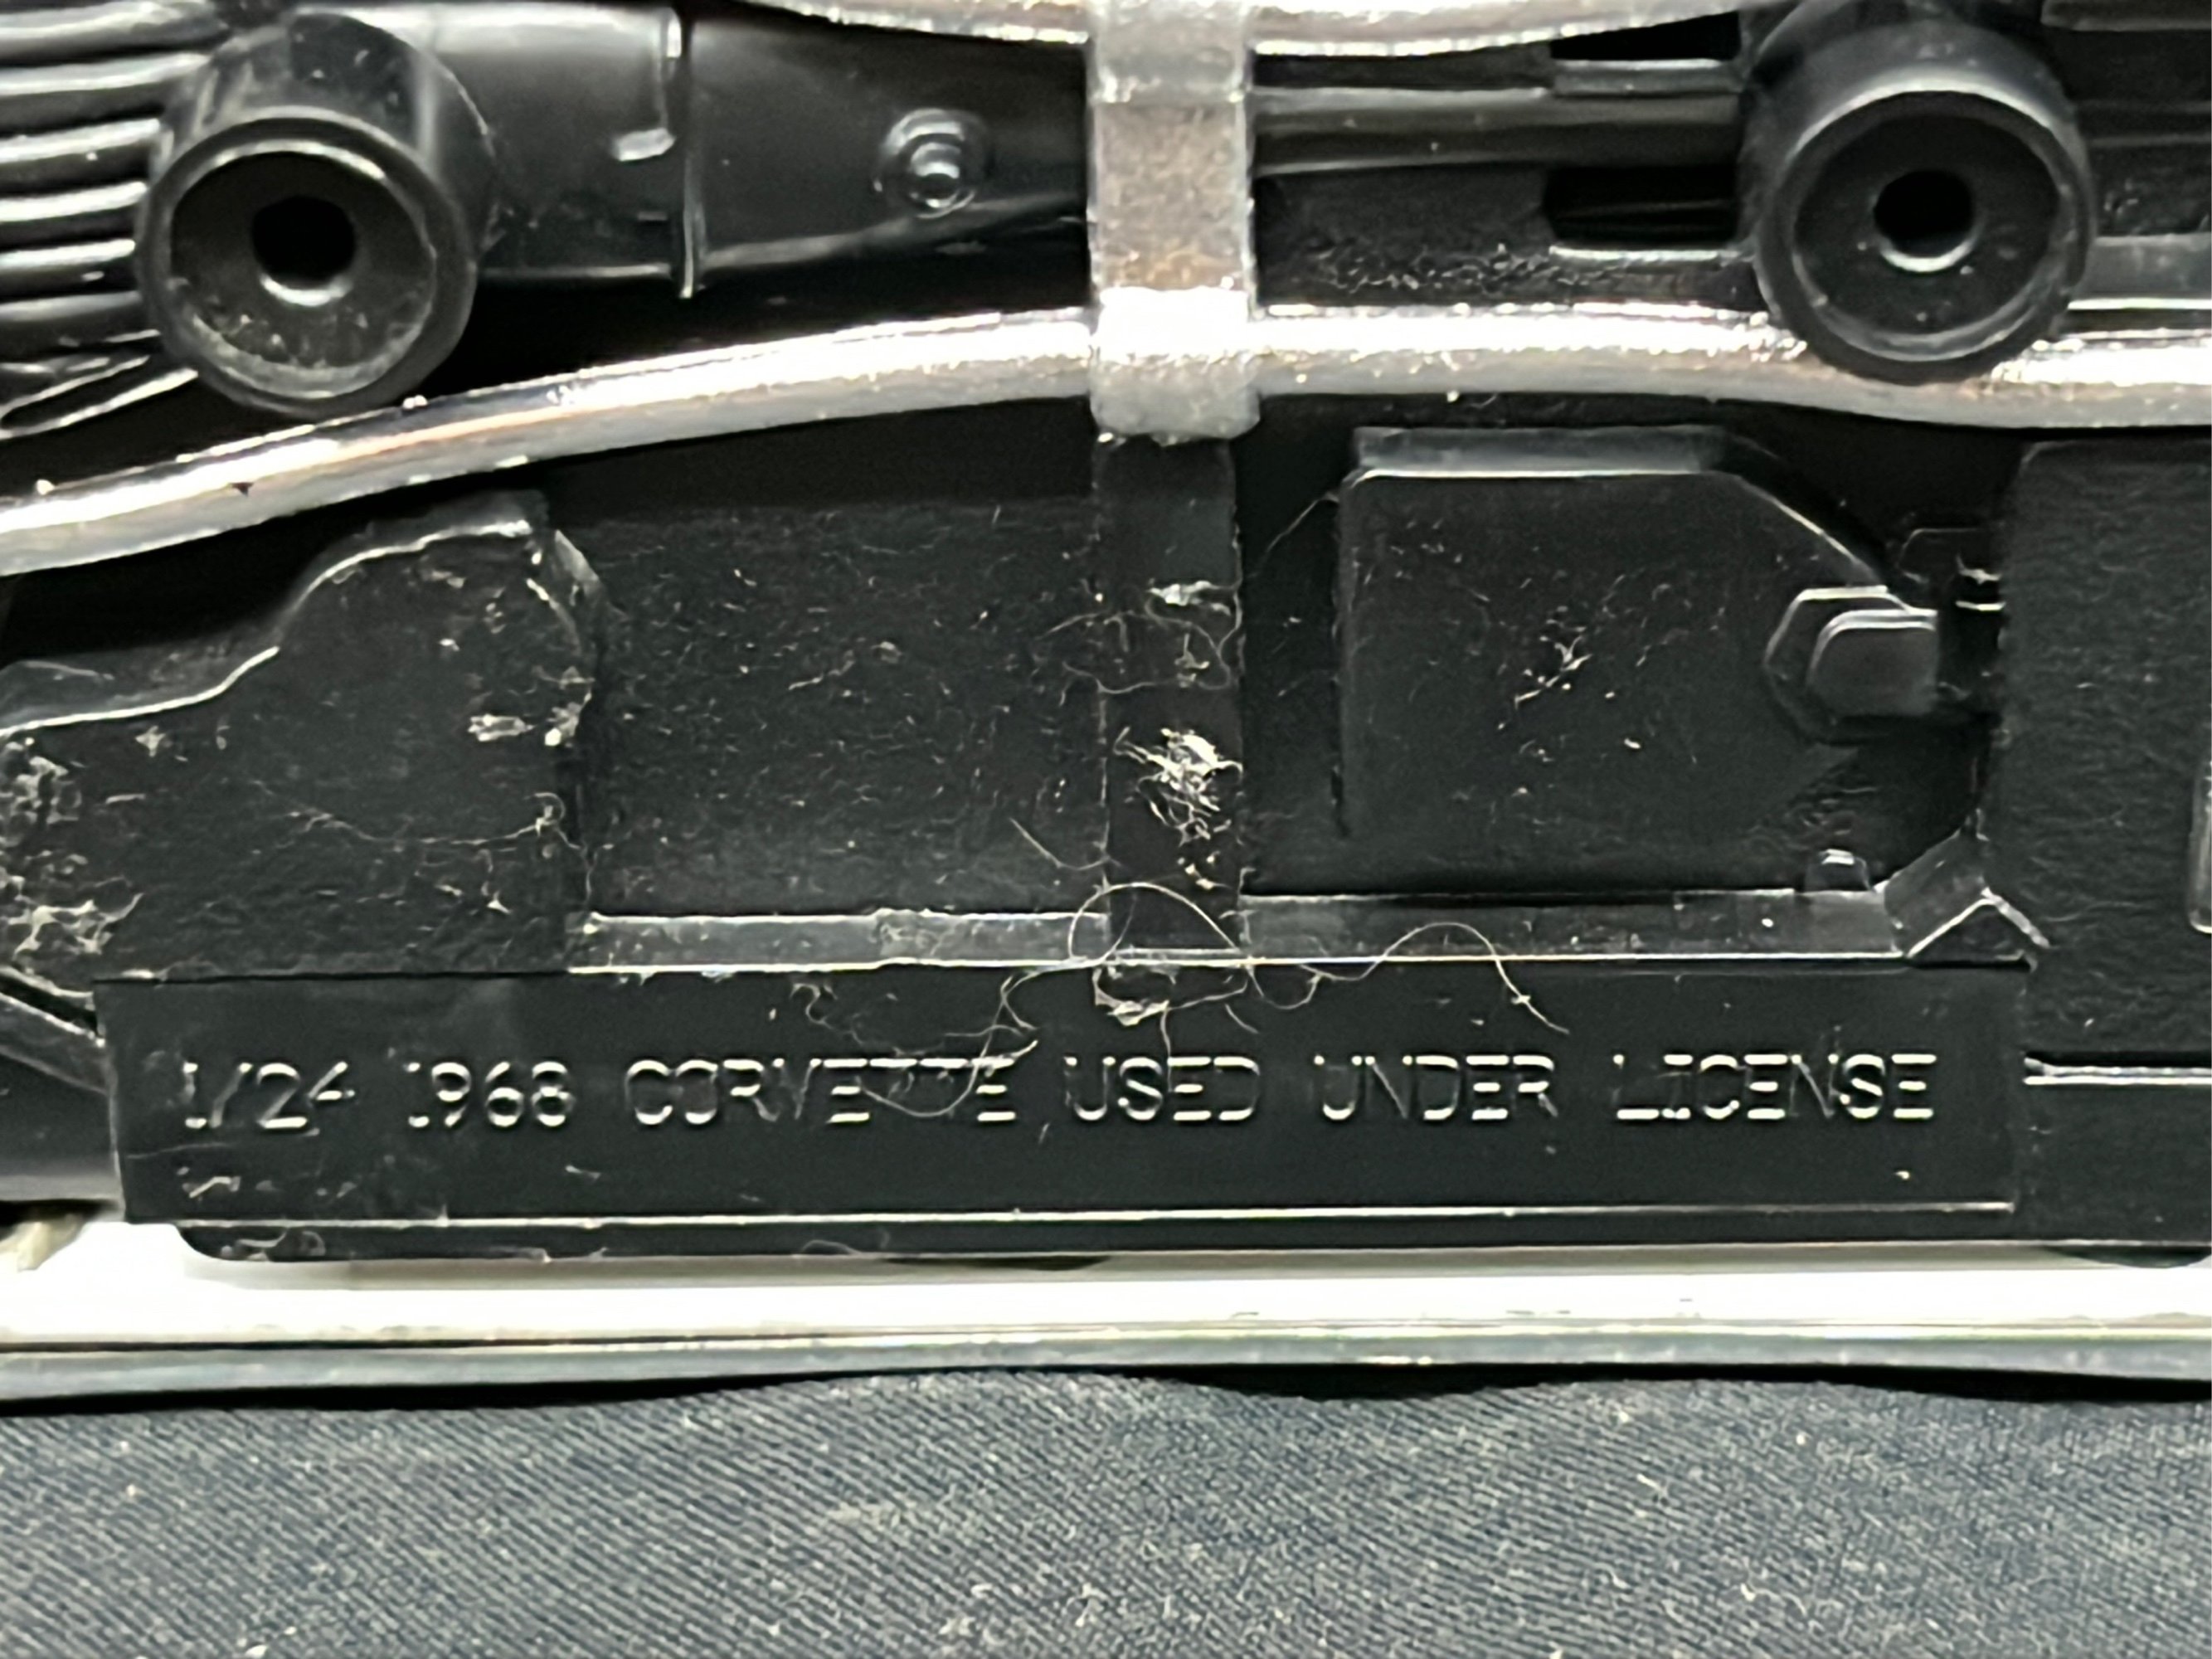 1/24 1968 CORVETTE USED UNDER LICENSE